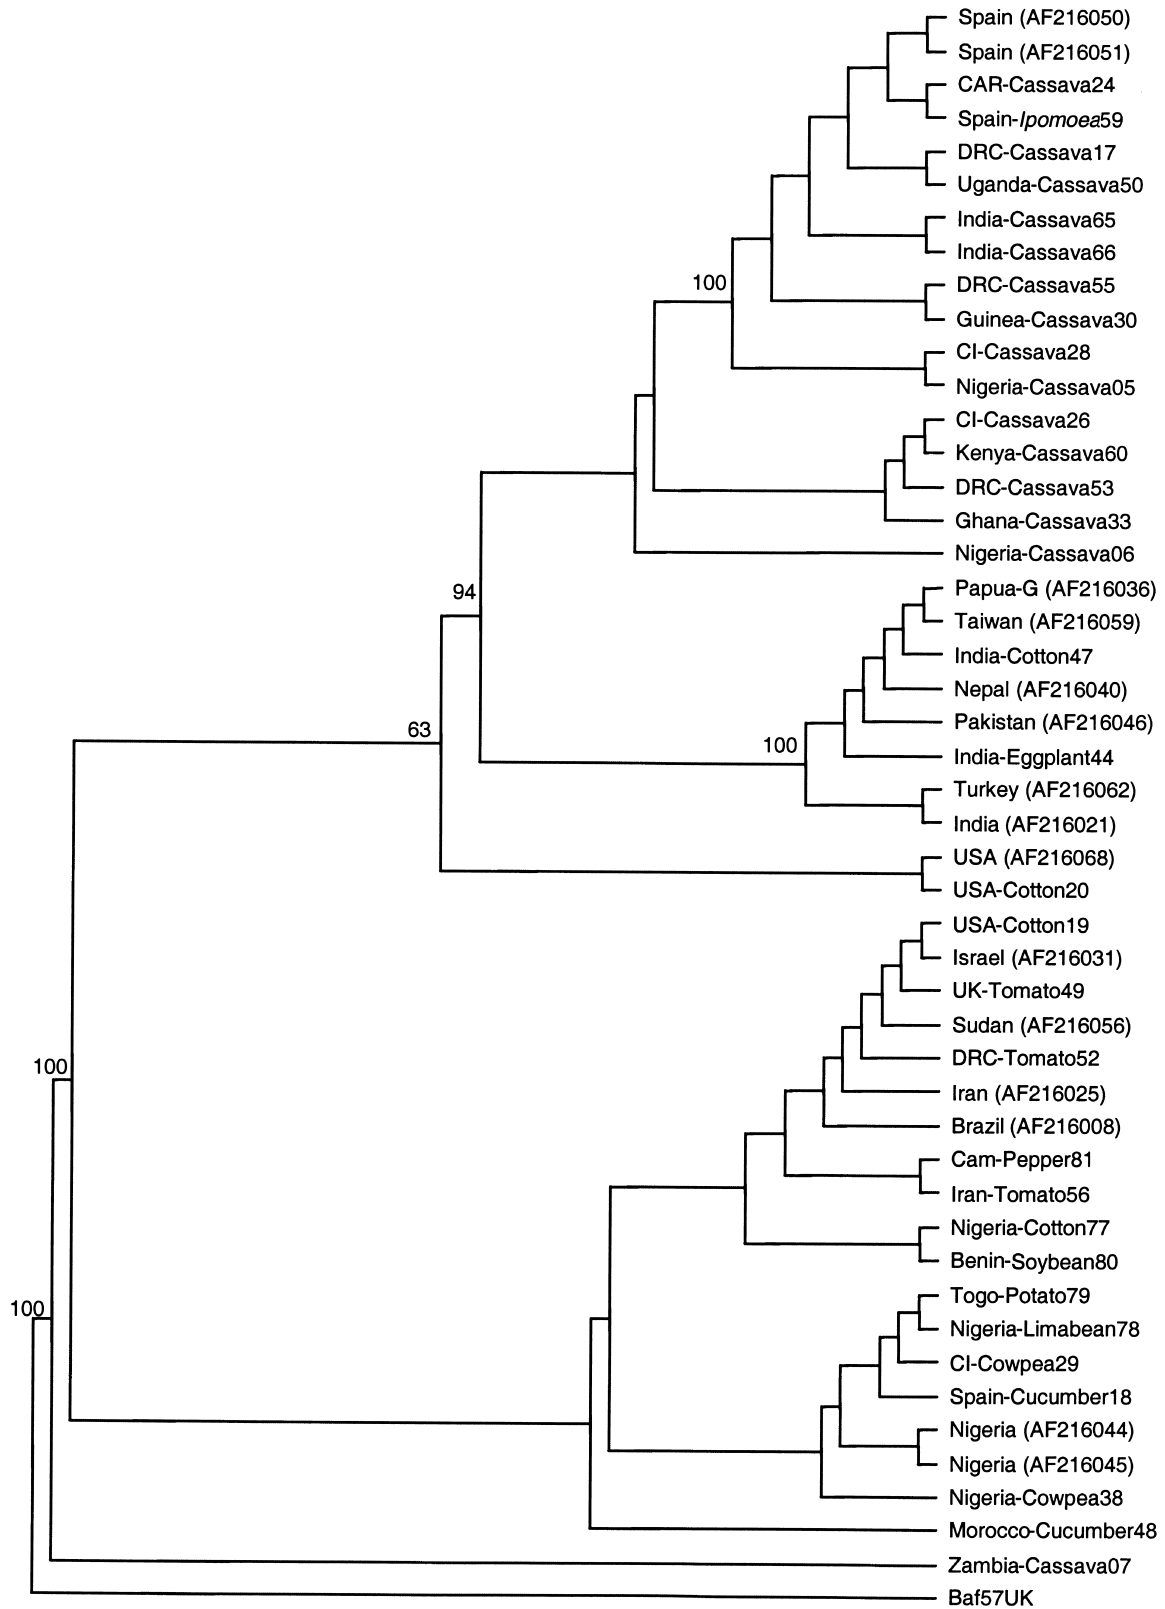 Spain (AF216050)
Spain (AF216051)
CAR-Cassava24
Spain-Ipomoea59
DRC-Cassava17
Uganda-Cassava50
India-Cassava65
India-Cassava66
100
DRC-Cassava55
Guinea-Cassava30
CI-Cassava28
Nigeria-Cassava05
CI-Cassava26
Kenya-Cassava60
DRC-Cassava53
Ghana-Cassava33
Nigeria-Cassava06
94
Papua-G (AF216036)
Taiwan (AF216059)
India-Cotton47
Nepal (AF216040)
63
Pakistan (AF216046)
100
India-Eggplant44
Turkey (AF216062)
India (AF216021)
USA (AF216068)
USA-Cotton20
USA-Cotton19
Israel (AF216031)
UK-Tomato49
Sudan (AF216056)
100
DRC-Tomato52
Iran (AF216025)
Brazil (AF216008)
Cam-Pepper81
Iran-Tomato56
Nigeria-Cotton77
Benin-Soybean80
Togo-Potato79
100
Nigeria-Limabean78
CI-Cowpea29
Spain-Cucumber18
Nigeria (AF216044)
Nigeria (AF216045)
Nigeria-Cowpea38
Morocco-Cucumber48
Zambia-Cassava07
Baf57UK